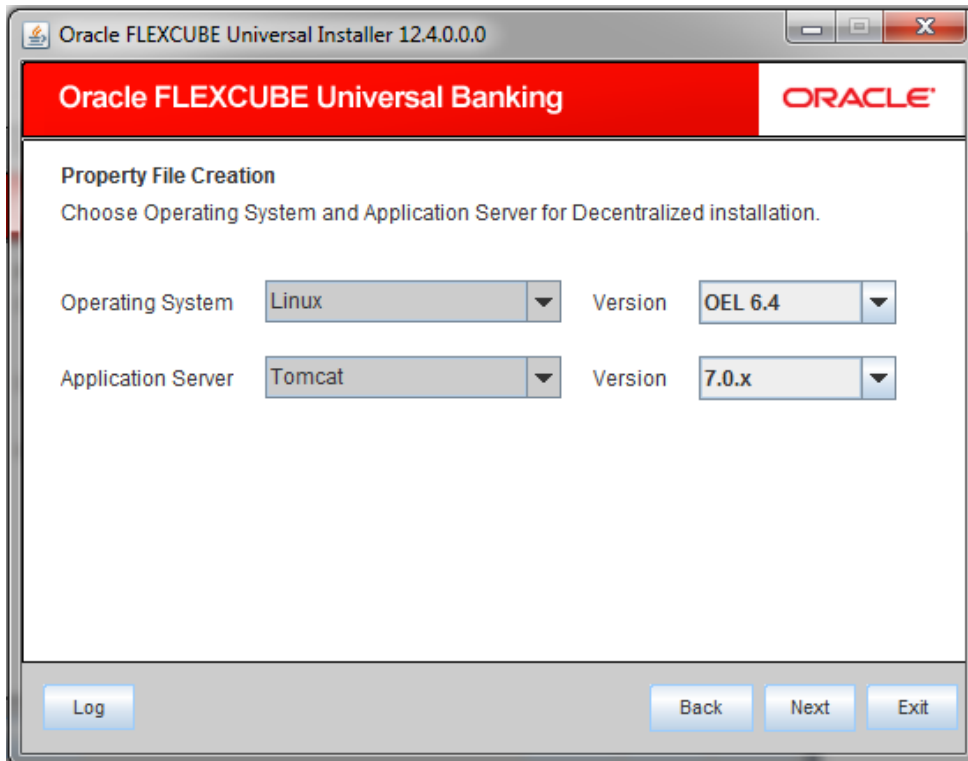 Oracle FLEXCUBE Universal Installer 12.4.0.0.0
Oracle FLEXCUBE Universal Banking ORACLE
Property File Creation
Choose Operating System and Application Server for Decentralized installation.
Operating System Linux Version OEL 6.4
Application Server Tomcat Version 7.0.x
Log Back Next Exit